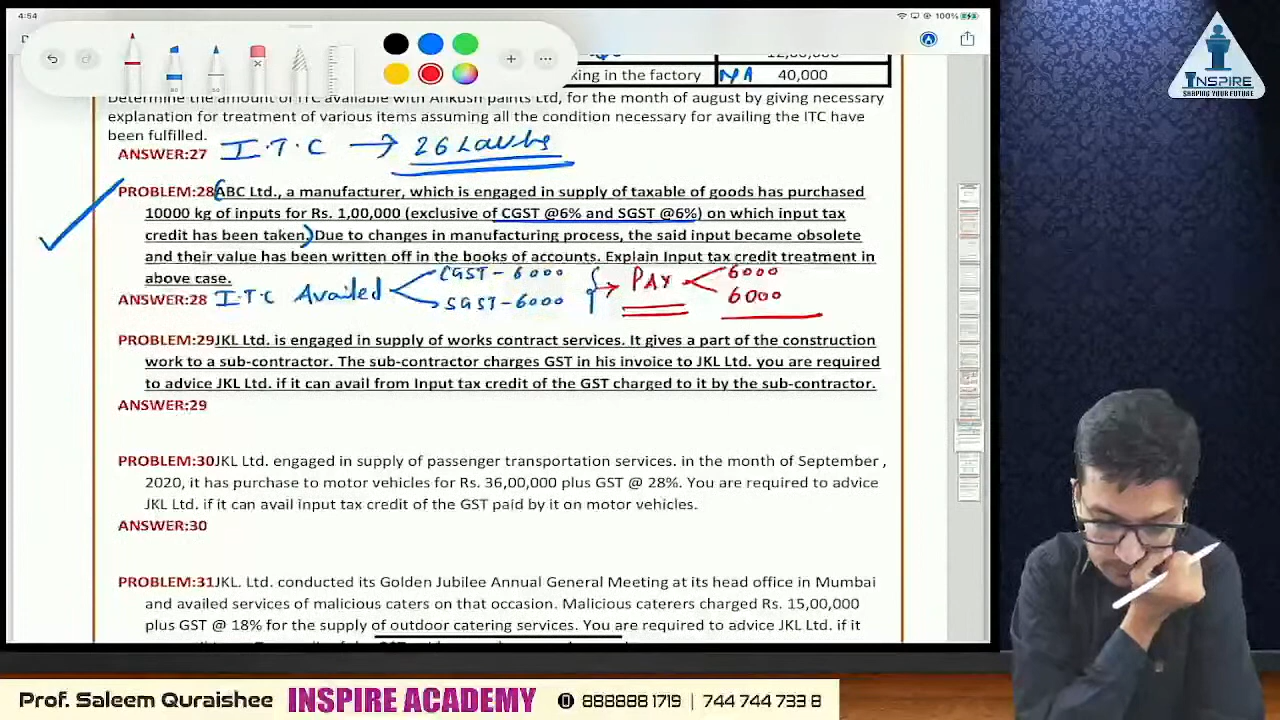 4:54
100%
king in the factory
NA 40,000
Determine the amount of ITC available with Ankush paints Ltd, for the month of august by giving necessary
explanation for treatment of various items assuming all the condition necessary for availing the ITC have
been fulfilled.
ANSWER:27 I.T.C → 26 Lakhs
PROBLEM:28 ABC Ltd., a manufacturer, which is engaged in supply of taxable of goods has purchased
10000 kg of inputs for Rs. 1,00,000 (exclusive of CGST @6% and SGST @6%) on which input tax
credit has been taken. Due to changes in manufacturing process, the said input became obsolete
and their value has been written off in the books of accounts. Explain Input tax credit treatment in
above case.
ANSWER:28 I.T.C Availed CGST - 6000 SGST - 6000 → PAY 6000 6000
PROBLEM:29JKL Ltd. is engaged in supply of works contract services. It gives a part of the construction
work to a sub-contractor. The sub-contractor charges GST in his invoice to JKL Ltd. you are required
to advice JKL Ltd. if it can avail from Input tax credit of the GST charged to it by the sub-contractor.
ANSWER:29
PROBLEM:30JKL Ltd. engaged in supply of passenger transportation services. in the month of September ,
2020, it has purchase to motor vehicles for Rs. 36,00,000 plus GST @ 28%. You are required to advice
JKL Ltd. if it can avail input tax credit of the GST paid by it on motor vehicles.
ANSWER:30
PROBLEM:31JKL. Ltd. conducted its Golden Jubilee Annual General Meeting at its head office in Mumbai
and availed services of malicious caters on that occasion. Malicious caterers charged Rs. 15,00,000
plus GST @ 18% for the supply of outdoor catering services. You are required to advice JKL Ltd. if it
INSPIRE
SHAPING YOUR FUTURE
Prof. Saleem Quraishee INSPIRE ACADEMY 888888 1719 | 744 744 733 8